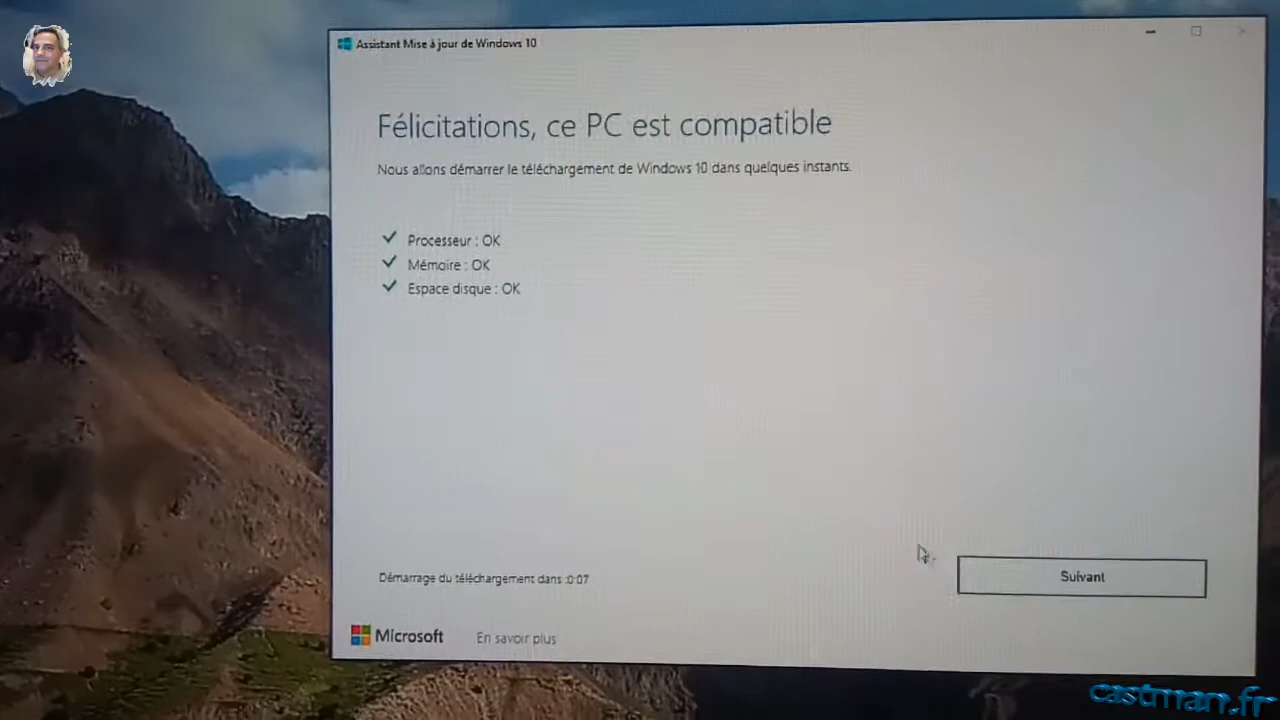 Assistant Mise à jour de Windows 10
Félicitations, ce PC est compatible
Nous allons démarrer le téléchargement de Windows 10 dans quelques instants.
Processeur : OK
Mémoire : OK
Espace disque : OK
Démarrage du téléchargement dans :0:07
Suivant
Microsoft
En savoir plus
castman.fr